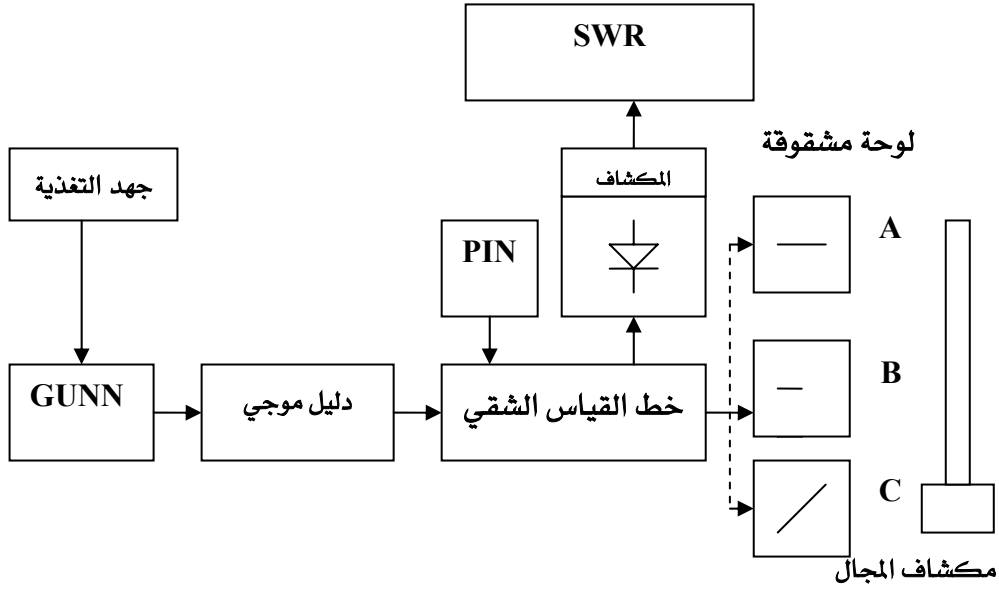 SWR
لوحة مشقوقة
المكشاف
جهد التغذية
A
PIN
B
GUNN
دليل موجي
خط القياس الشقي
C
مكشاف المجال